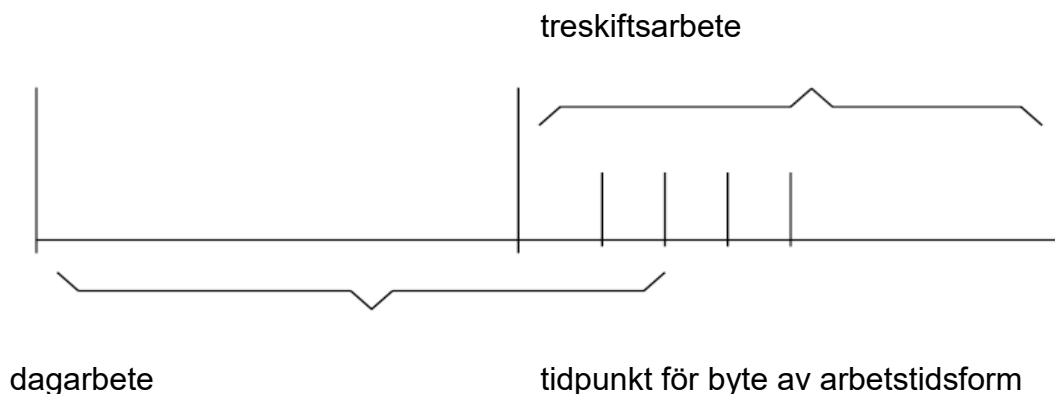 treskiftsarbete
dagarbete
tidpunkt för byte av arbetstidsform